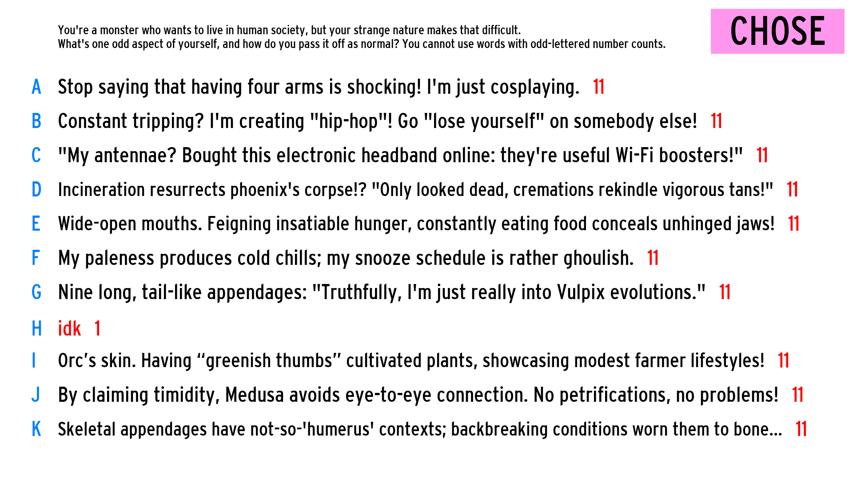 You're a monster who wants to live in human society, but your strange nature makes that difficult.
What's one odd aspect of yourself, and how do you pass it off as normal? You cannot use words with odd-lettered number counts.
CHOSE
A Stop saying that having four arms is shocking! I'm just cosplaying. 11
B Constant tripping? I'm creating "hip-hop"! Go "lose yourself" on somebody else! 11
C "My antennae? Bought this electronic headband online: they're useful Wi-Fi boosters!" 11
D Incineration resurrects phoenix's corpse!? "Only looked dead, cremations rekindle vigorous tans!" 11
E Wide-open mouths. Feigning insatiable hunger, constantly eating food conceals unhinged jaws! 11
F My paleness produces cold chills; my snooze schedule is rather ghoulish. 11
G Nine long, tail-like appendages: "Truthfully, I'm just really into Vulpix evolutions." 11
H idk 1
I Orc’s skin. Having “greenish thumbs” cultivated plants, showcasing modest farmer lifestyles! 11
J By claiming timidity, Medusa avoids eye-to-eye connection. No petrifications, no problems! 11
K Skeletal appendages have not-so-'humerus' contexts; backbreaking conditions worn them to bone... 11